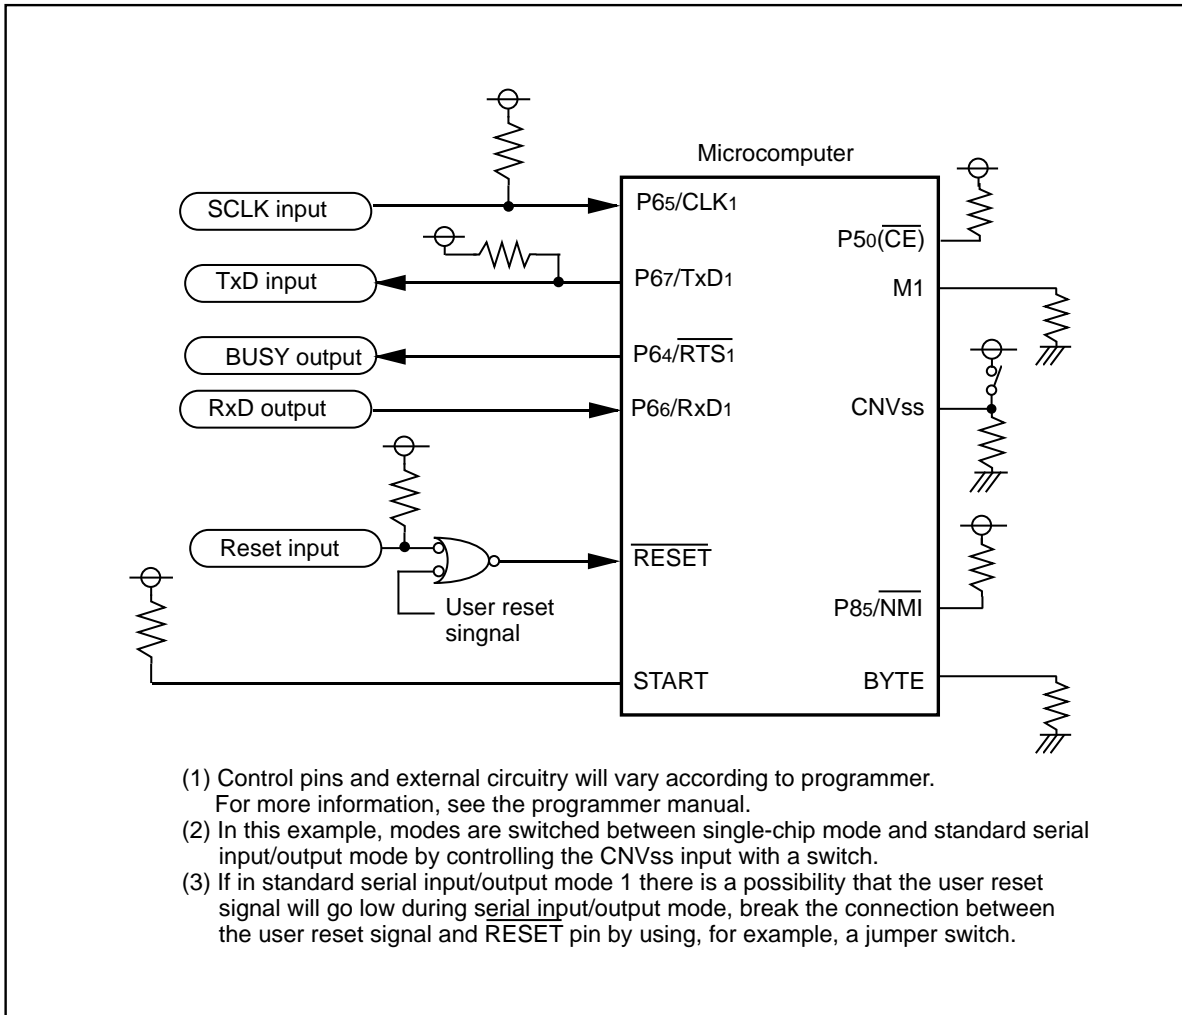 Microcomputer
SCLK input
P65/CLK1
P50(CE)
TxD input
P67/TxD1
M1
BUSY output
P64/RTS1
RxD output
P66/RxD1
CNVss
Reset input
RESET
User reset
singnal
P85/NMI
START
BYTE
(1) Control pins and external circuitry will vary according to programmer.
For more information, see the programmer manual.
(2) In this example, modes are switched between single-chip mode and standard serial
input/output mode by controlling the CNVss input with a switch.
(3) If in standard serial input/output mode 1 there is a possibility that the user reset
signal will go low during serial input/output mode, break the connection between
the user reset signal and RESET pin by using, for example, a jumper switch.